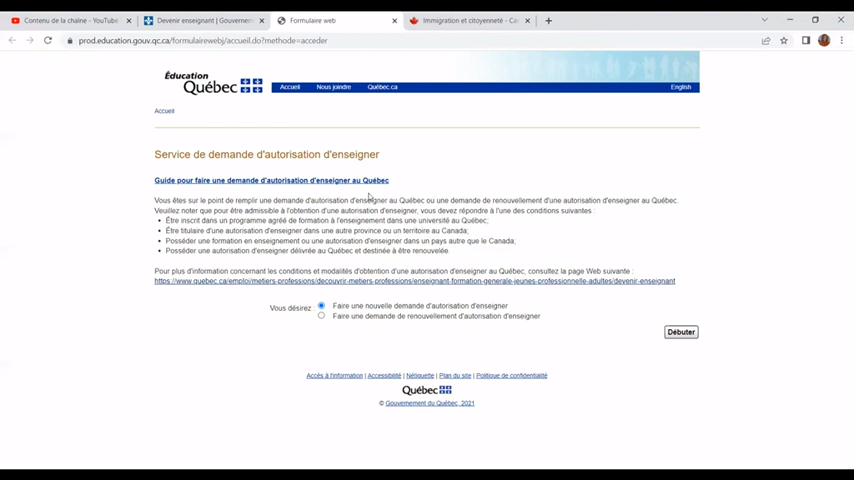 Contenu de la chaîne - YouTube
Devenir enseignant | Gouvernem
Formulaire web
Immigration et citoyenneté - Ca
prod.education.gouv.qc.ca/formulairewebj/accueil.do?methode=acceder
Éducation
Québec
Accueil
Nous joindre
Québec.ca
English
Accueil
Service de demande d'autorisation d'enseigner
Guide pour faire une demande d'autorisation d'enseigner au Québec
Vous êtes sur le point de remplir une demande d'autorisation d'enseigner au Québec ou une demande de renouvellement d'une autorisation d'enseigner au Québec.
Veuillez noter que pour être admissible à l'obtention d'une autorisation d'enseigner, vous devez répondre à l'une des conditions suivantes :
• Être inscrit dans un programme agréé de formation à l'enseignement dans une université au Québec;
• Être titulaire d'une autorisation d'enseigner dans une autre province ou un territoire au Canada;
• Posséder une formation en enseignement ou une autorisation d'enseigner dans un pays autre que le Canada;
• Posséder une autorisation d'enseigner délivrée au Québec et destinée à être renouvelée.
Pour plus d'information concernant les conditions et modalités d'obtention d'une autorisation d'enseigner au Québec, consultez la page Web suivante :
https://www.quebec.ca/emploi/metiers-professions/decouvrir-metiers-professions/enseignant-formation-generale-jeunes-professionnelle-adultes/devenir-enseignant
Vous désirez
Faire une nouvelle demande d'autorisation d'enseigner
Faire une demande de renouvellement d'autorisation d'enseigner
Débuter
Accès à l'information | Accessibilité | Nétiquette | Plan du site | Politique de confidentialité
Québec
© Gouvernement du Québec, 2021